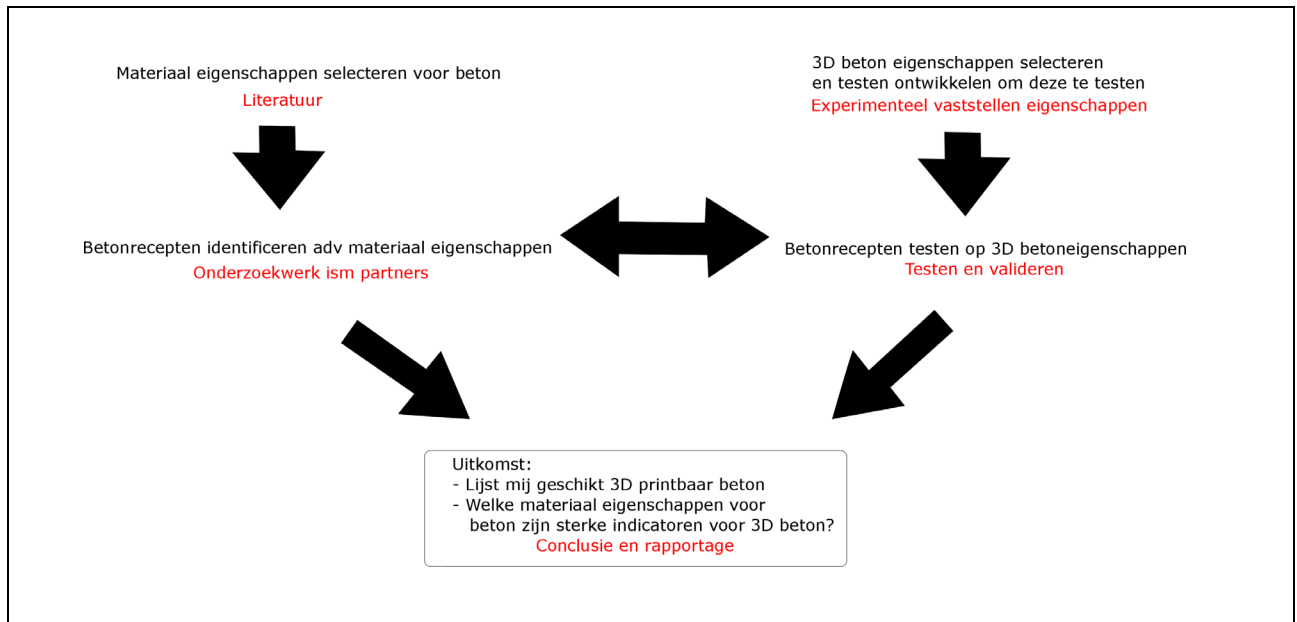 Materiaal eigenschappen selecteren voor beton
Literatuur
3D beton eigenschappen selecteren
en testen ontwikkelen om deze te testen
Experimenteel vaststellen eigenschappen
Betonrecepten identificeren adv materiaal eigenschappen
Onderzoekwerk ism partners
Betonrecepten testen op 3D betoneigenschappen
Testen en valideren
Uitkomst:
- Lijst mij geschikt 3D printbaar beton
- Welke materiaal eigenschappen voor
beton zijn sterke indicatoren voor 3D beton?
Conclusie en rapportage